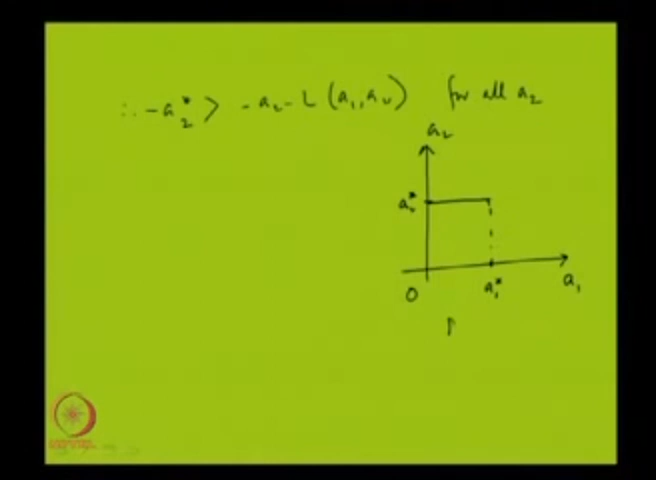 ∴ -a₂* > -a₂ - L (a₁, a₂) for all a₂
a₂
a₂*
0
a₁*
a₁